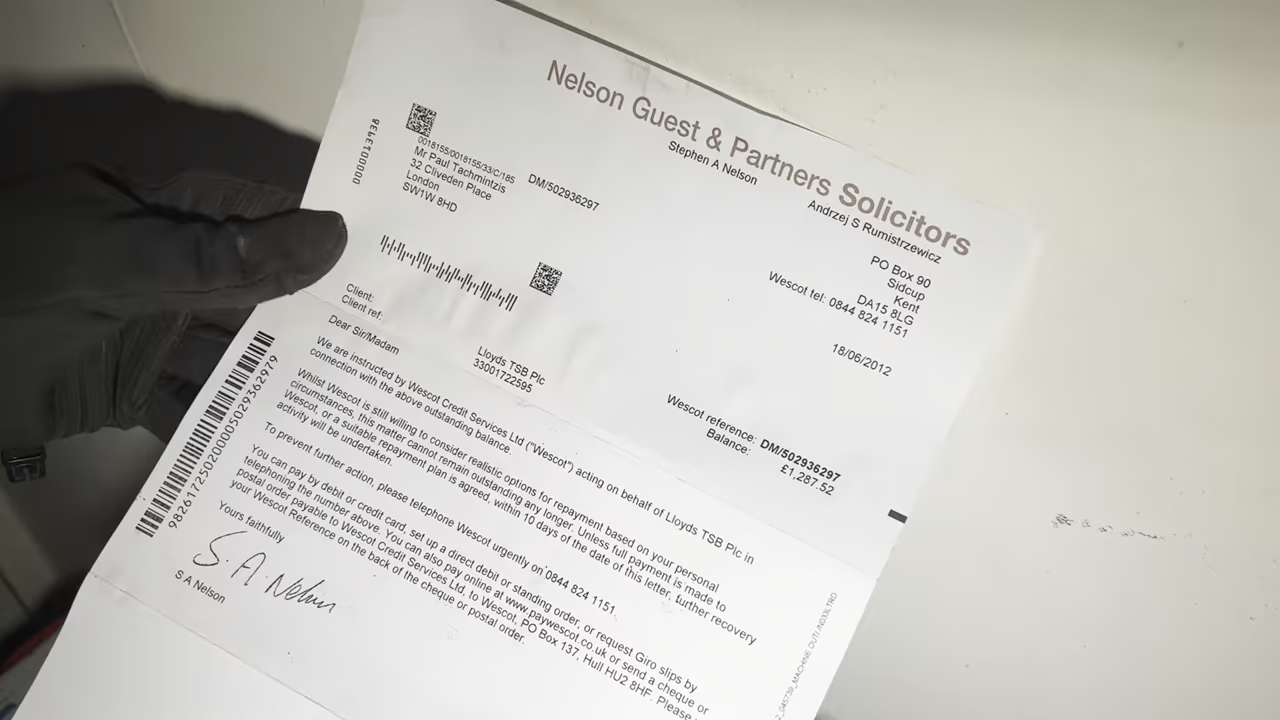 Nelson Guest & Partners Solicitors
Stephen A Nelson
Andrzej S Rumistrzewicz
0000013938
0018155/0018155/33/C/185
Mr Paul Tachmintzis
32 Cliveden Place
London
SW1W 8HD
DM/502936297
PO Box 90
Sidcup
Kent
DA15 8LG
Wescot tel: 0844 824 1151
18/06/2012
Client:
Lloyds TSB Plc
Client ref:
33001722595
Wescot reference: DM/502936297
Balance: £1,287.52
Dear Sir/Madam
We are instructed by Wescot Credit Services Ltd ("Wescot") acting on behalf of Lloyds TSB Plc in
connection with the above outstanding balance.
Whilst Wescot is still willing to consider realistic options for repayment based on your personal
circumstances, this matter cannot remain outstanding any longer. Unless full payment is made to
Wescot, or a suitable repayment plan is agreed, within 10 days of the date of this letter, further recovery
activity will be undertaken.
To prevent further action, please telephone Wescot urgently on 0844 824 1151.
You can pay by debit or credit card, set up a direct debit or standing order, or request Giro slips by
telephoning the number above. You can also pay online at www.paywescot.co.uk or send a cheque or
postal order payable to Wescot Credit Services Ltd, to Wescot, PO Box 137, Hull HU2 8HF. Please
your Wescot Reference on the back of the cheque or postal order.
Yours faithfully
S. A Nelson
S A Nelson
982617250200005029362979